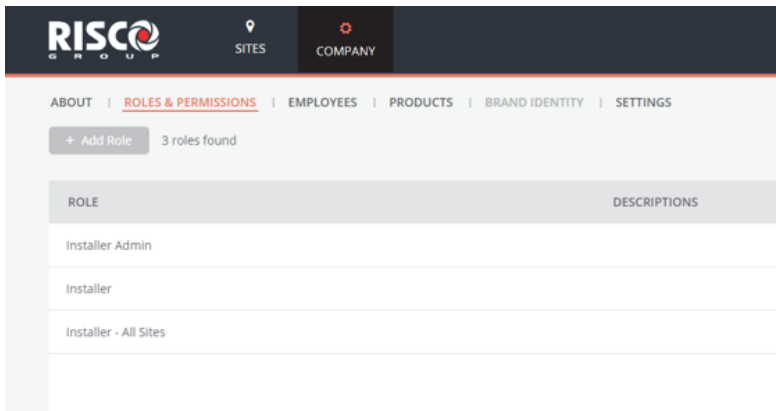 RISCO
GROUP
SITES
COMPANY
ABOUT | ROLES & PERMISSIONS | EMPLOYEES | PRODUCTS | BRAND IDENTITY | SETTINGS
+ Add Role 3 roles found
ROLE DESCRIPTIONS
Installer Admin
Installer
Installer - All Sites